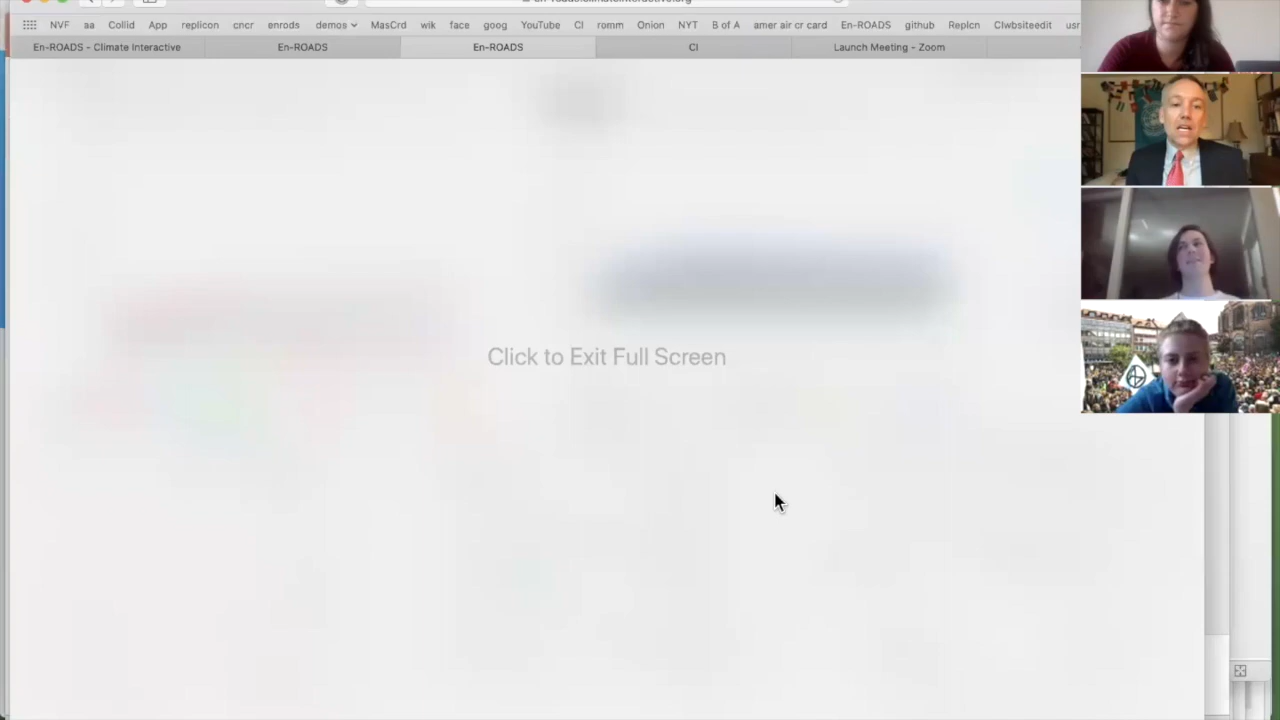 NVF aa Collid App replicon cncr enrods demos MasCrd wik face goog YouTube CI romm Onion NYT B of A amer air cr card En-ROADS github Replcn CIwbsiteedit usr
En-ROADS - Climate Interactive En-ROADS En-ROADS CI Launch Meeting - Zoom
Click to Exit Full Screen